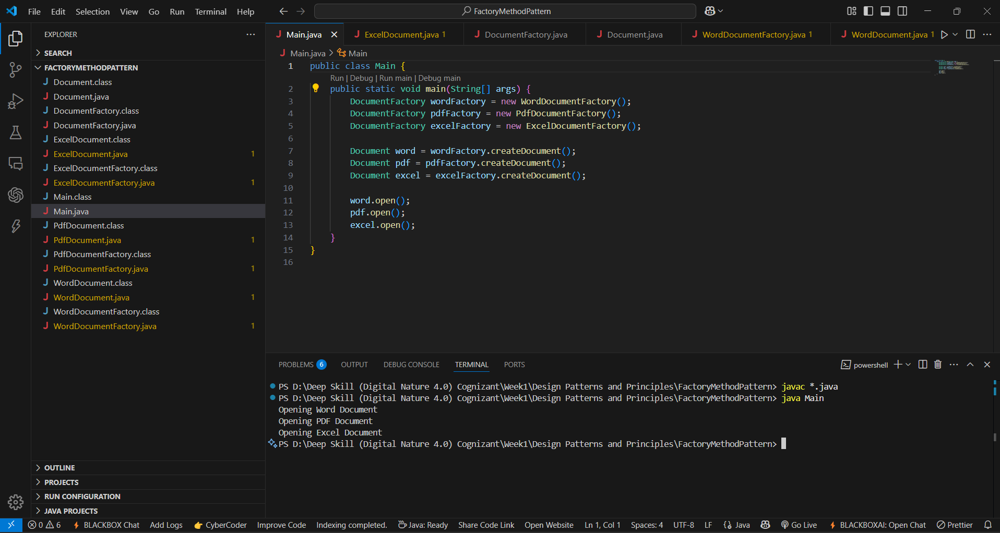 File Edit Selection View Go Run Terminal Help
FactoryMethodPattern
EXPLORER
SEARCH
FACTORYMETHODPATTERN
Document.class
Document.java
DocumentFactory.class
DocumentFactory.java
ExcelDocument.class
ExcelDocument.java 1
ExcelDocumentFactory.class
ExcelDocumentFactory.java 1
Main.class
Main.java
PdfDocument.class
PdfDocument.java 1
PdfDocumentFactory.class
PdfDocumentFactory.java 1
WordDocument.class
WordDocument.java 1
WordDocumentFactory.class
WordDocumentFactory.java 1
OUTLINE
PROJECTS
RUN CONFIGURATION
JAVA PROJECTS
Main.java ExcelDocument.java 1 DocumentFactory.java Document.java WordDocumentFactory.java 1 WordDocument.java 1
Main.java > Main
1 public class Main {
Run | Debug | Run main | Debug main
2 public static void main(String[] args) {
3 DocumentFactory wordFactory = new WordDocumentFactory();
4 DocumentFactory pdfFactory = new PdfDocumentFactory();
5 DocumentFactory excelFactory = new ExcelDocumentFactory();
6
7 Document word = wordFactory.createDocument();
8 Document pdf = pdfFactory.createDocument();
9 Document excel = excelFactory.createDocument();
10
11 word.open();
12 pdf.open();
13 excel.open();
14 }
15 }
16
PROBLEMS 6 OUTPUT DEBUG CONSOLE TERMINAL PORTS
powershell
PS D:\Deep Skill (Digital Nature 4.0) Cognizant\Week1\Design Patterns and Principles\FactoryMethodPattern> javac *.java
PS D:\Deep Skill (Digital Nature 4.0) Cognizant\Week1\Design Patterns and Principles\FactoryMethodPattern> java Main
Opening Word Document
Opening PDF Document
Opening Excel Document
PS D:\Deep Skill (Digital Nature 4.0) Cognizant\Week1\Design Patterns and Principles\FactoryMethodPattern>
0 6 BLACKBOX Chat Add Logs CyberCoder Improve Code Indexing completed. Java: Ready Share Code Link Open Website Ln 1, Col 1 Spaces: 4 UTF-8 LF {} Java Go Live BLACKBOXAI: Open Chat Prettier